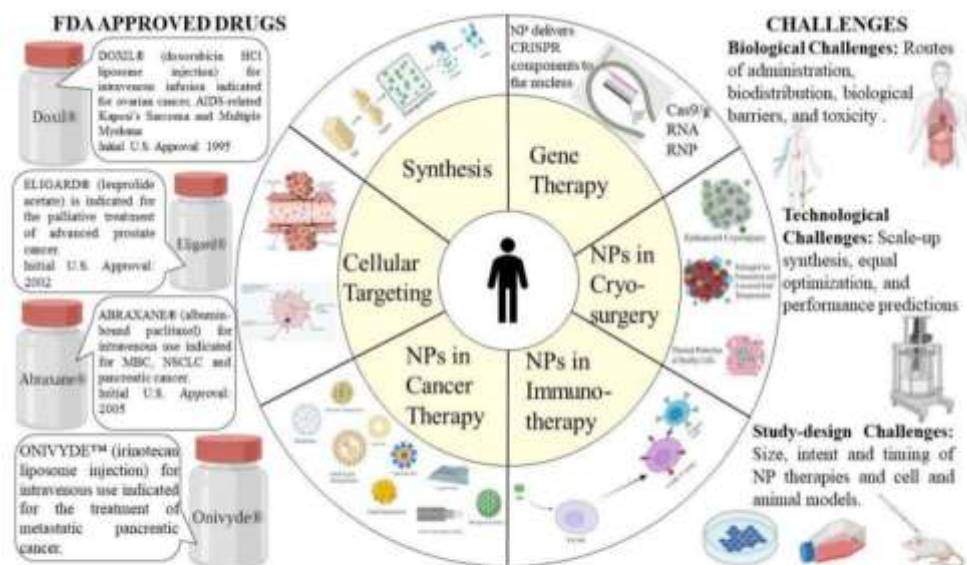 FDA APPROVED DRUGS
DOXIL® (doxorubicin HCl
liposome injection) for
intravenous infusion indicated
for ovarian cancer, AIDS-related
Kaposi's Sarcoma and Multiple
Myeloma
Initial U.S. Approval: 1995
Doxil®
ELIGARD® (leuprolide
acetate) is indicated for
the palliative treatment
of advanced prostate
cancer.
Initial U.S. Approval:
2002
Eligard®
ABRAXANE® (albumin-
bound paclitaxol) for
intravenous use indicated
for MBC, NSCLC and
pancreatic cancer.
Initial U.S. Approval:
2005
Abraxane®
ONIVYDE™ (irinotecan
liposome injection) for
intravenous use indicated
for the treatment of
metastatic pancreatic
cancer.
Onivyde®
NP delivers
CRISPR
components to
the nucleus
Cas9/g
RNA
RNP
Synthesis
Gene
Therapy
Cellular
Targeting
NPs in
Cryo-
surgery
NPs in
Cancer
Therapy
NPs in
Immuno-
therapy
Enhanced Cryoinjury
CHALLENGES
Biological Challenges: Routes
of administration,
biodistribution, biological
barriers, and toxicity .
Technological
Challenges: Scale-up
synthesis, equal
optimization, and
performance predictions
Study-design Challenges:
Size, intent and timing of
NP therapies and cell and
animal models.